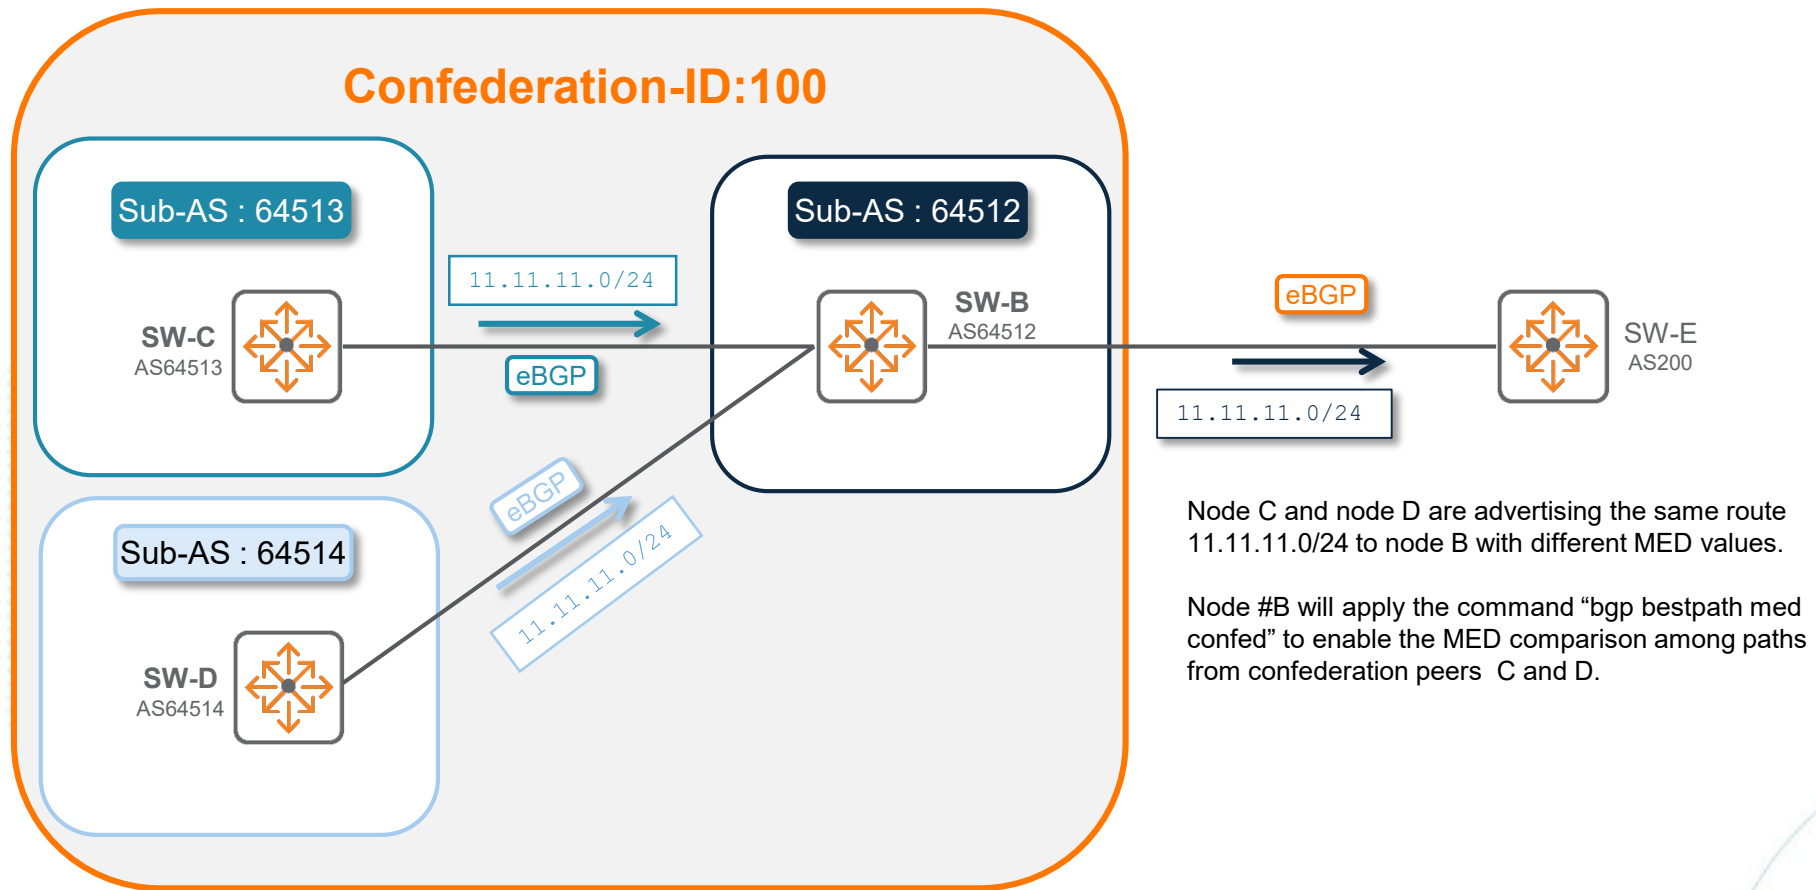 Confederation-ID:100
Sub-AS : 64513
Sub-AS : 64512
11.11.11.0/24
eBGP
SW-C
AS64513
SW-B
AS64512
eBGP
SW-E
AS200
11.11.11.0/24
eBGP
11.11.11.0/24
Sub-AS : 64514
SW-D
AS64514
Node C and node D are advertising the same route
11.11.11.0/24 to node B with different MED values.
Node #B will apply the command “bgp bestpath med
confed” to enable the MED comparison among paths
from confederation peers  C and D.